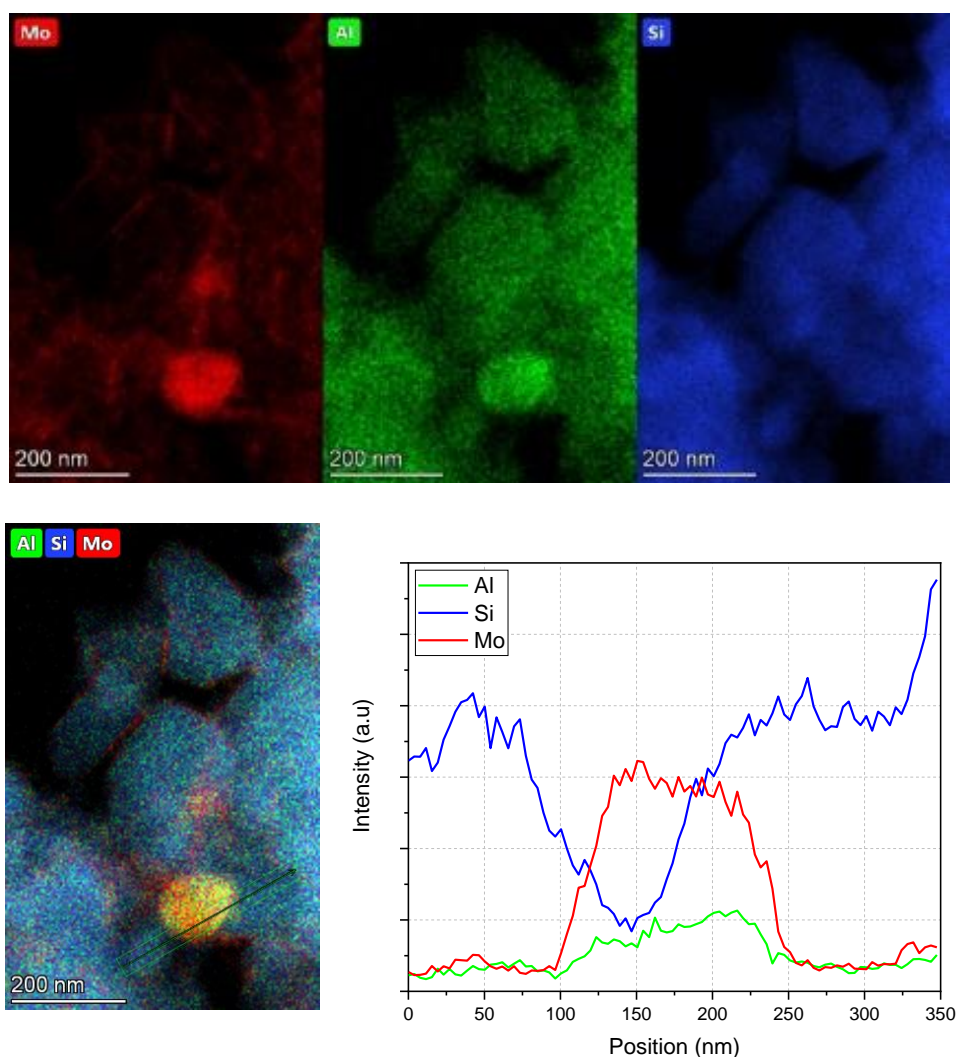 Mo Al Si
200 nm 200 nm 200 nm
Al Si Mo
200 nm
Al
Si
Mo
Intensity (a.u)
0 50 100 150 200 250 300 350
Position (nm)